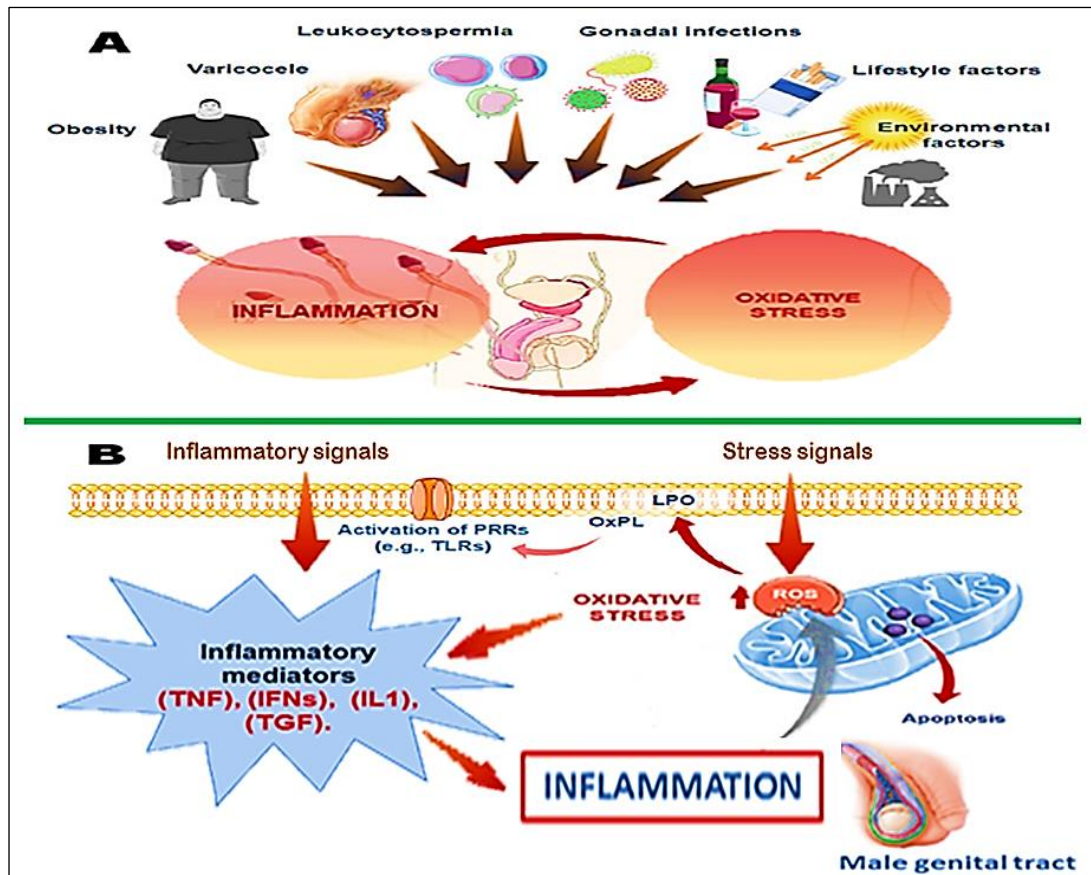 A
Leukocytospermia
Gonadal infections
Varicocele
Lifestyle factors
Obesity
Environmental
factors
INFLAMMATION
OXIDATIVE
STRESS
B
Inflammatory signals
Stress signals
LPO
OxPL
Activation of PRRs
(e.g., TLRs)
ROS
OXIDATIVE
STRESS
Inflammatory
mediators
(TNF), (IFNs), (IL1),
(TGF).
Apoptosis
INFLAMMATION
Male genital tract